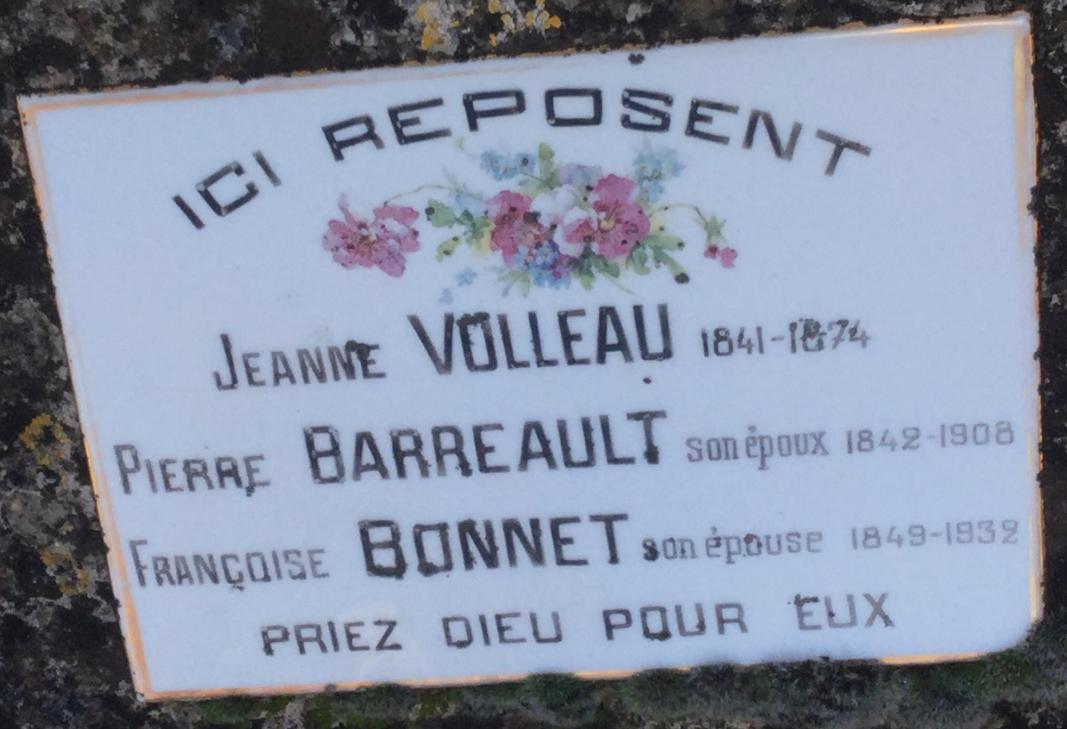 ICI REPOSENT
JEANNE VOLLEAU 1841-1874
PIERRE BARREAULT son époux 1842-1908
FRANÇOISE BONNET son épouse 1849-1932
PRIEZ DIEU POUR EUX